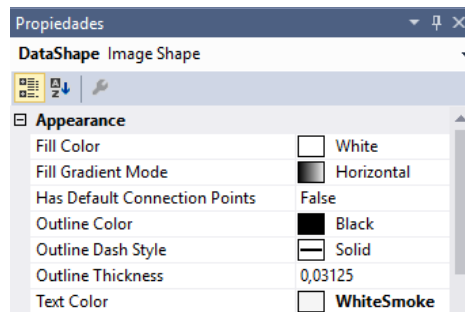 Propiedades
DataShape Image Shape
Appearance
Fill Color White
Fill Gradient Mode Horizontal
Has Default Connection Points False
Outline Color Black
Outline Dash Style Solid
Outline Thickness 0,03125
Text Color WhiteSmoke